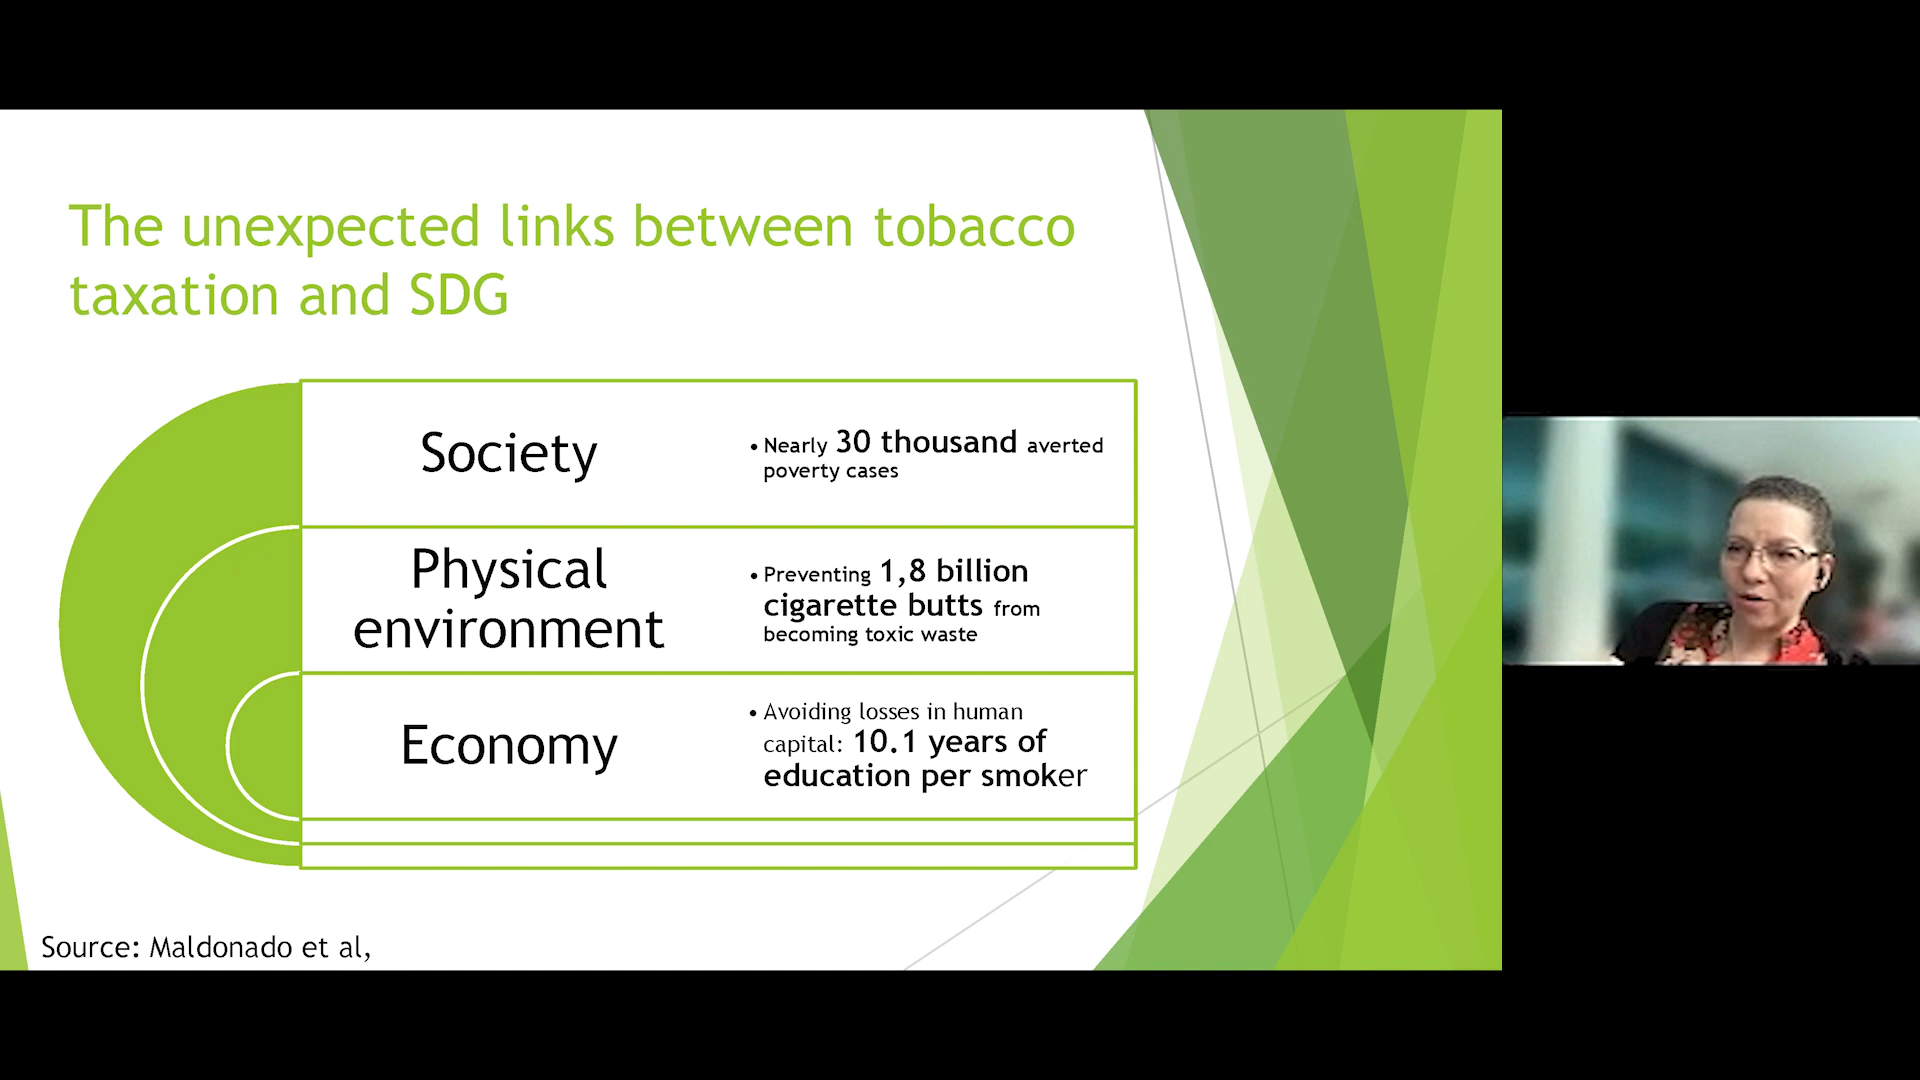 The unexpected links between tobacco
taxation and SDG
Society
• Nearly 30 thousand averted
poverty cases
Physical
environment
• Preventing 1,8 billion
cigarette butts from
becoming toxic waste
Economy
• Avoiding losses in human
capital: 10.1 years of
education per smoker
Source: Maldonado et al,